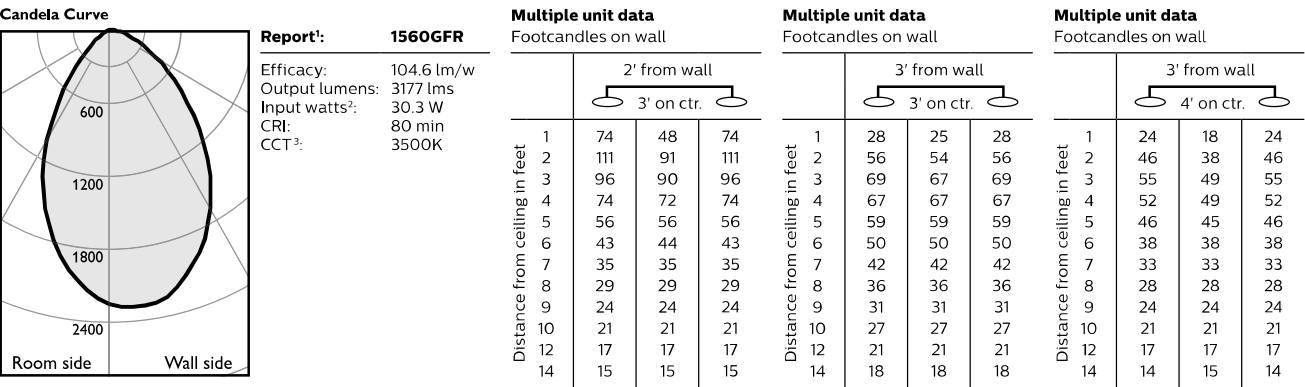 Candela Curve
600
1200
1800
2400
Room side Wall side
Report¹: 1560GFR
Efficacy: 104.6 lm/w
Output lumens: 3177 lms
Input watts²: 30.3 W
CRI: 80 min
CCT³: 3500K
Multiple unit data
Footcandles on wall
2' from wall
3' on ctr.
Distance from ceiling in feet
1 74 48 74
2 111 91 111
3 96 90 96
4 74 72 74
5 56 56 56
6 43 44 43
7 35 35 35
8 29 29 29
9 24 24 24
10 21 21 21
12 17 17 17
14 15 15 15
Multiple unit data
Footcandles on wall
3' from wall
3' on ctr.
Distance from ceiling in feet
1 28 25 28
2 56 54 56
3 69 67 69
4 67 67 67
5 59 59 59
6 50 50 50
7 42 42 42
8 36 36 36
9 31 31 31
10 27 27 27
12 21 21 21
14 18 18 18
Multiple unit data
Footcandles on wall
3' from wall
4' on ctr.
Distance from ceiling in feet
1 24 18 24
2 46 38 46
3 55 49 55
4 52 49 52
5 46 45 46
6 38 38 38
7 33 33 33
8 28 28 28
9 24 24 24
10 21 21 21
12 17 17 17
14 14 15 14